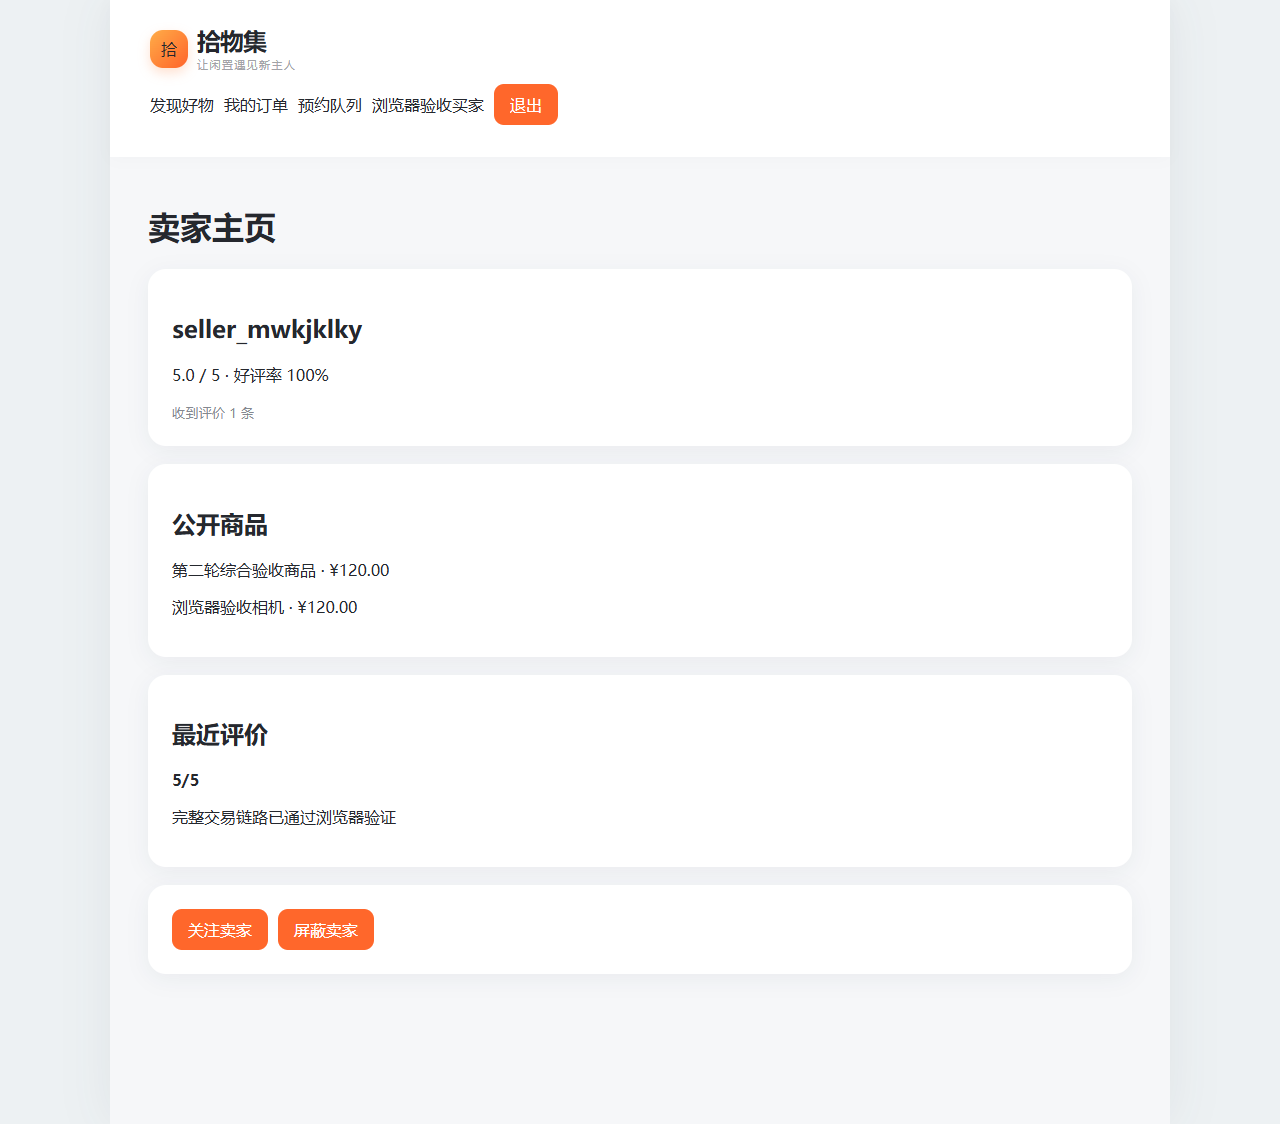 拾
拾物集
让闲置遇见新主人
发现好物 我的订单 预约队列 浏览器验收买家 退出
卖家主页
seller_mwkjklky
5.0 / 5 · 好评率 100%
收到评价 1 条
公开商品
第二轮综合验收商品 · ¥120.00
浏览器验收相机 · ¥120.00
最近评价
5/5
完整交易链路已通过浏览器验证
关注卖家 屏蔽卖家